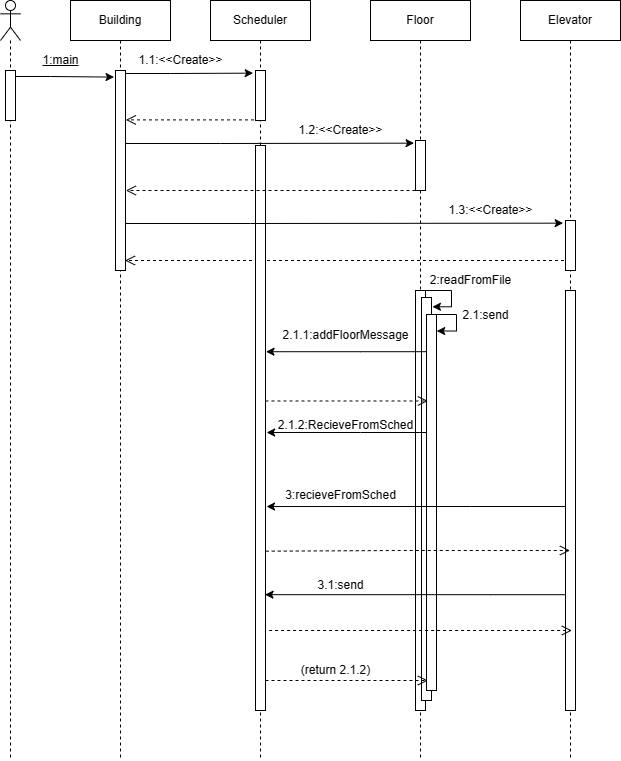 Building
Scheduler
Floor
Elevator
1:main
1.1:<<Create>>
1.2:<<Create>>
1.3:<<Create>>
2:readFromFile
2.1:send
2.1.1:addFloorMessage
2.1.2:RecieveFromSched
3:recieveFromSched
3.1:send
(return 2.1.2)